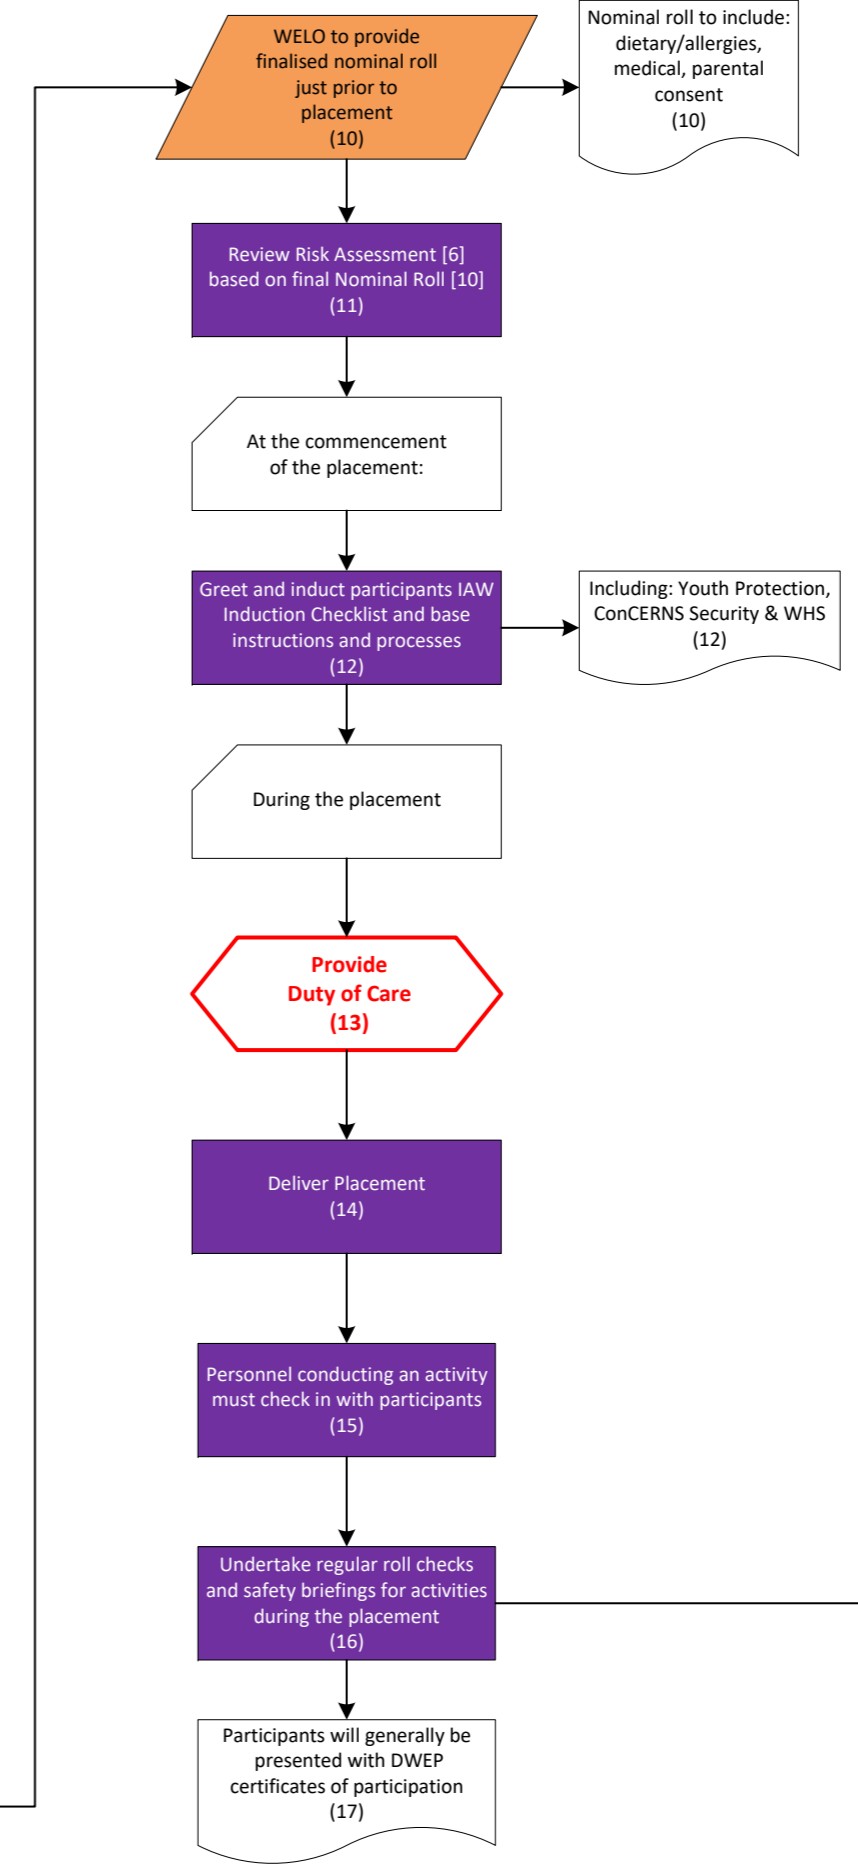 WELO to provide
finalised nominal roll
just prior to
placement
(10)
Nominal roll to include:
dietary/allergies,
medical, parental
consent
(10)
Review Risk Assessment [6]
based on final Nominal Roll [10]
(11)
At the commencement
of the placement:
Greet and induct participants IAW
Induction Checklist and base
instructions and processes
(12)
Including: Youth Protection,
ConCERNS Security & WHS
(12)
During the placement
Provide
Duty of Care
(13)
Deliver Placement
(14)
Personnel conducting an activity
must check in with participants
(15)
Undertake regular roll checks
and safety briefings for activities
during the placement
(16)
Participants will generally be
presented with DWEP
certificates of participation
(17)